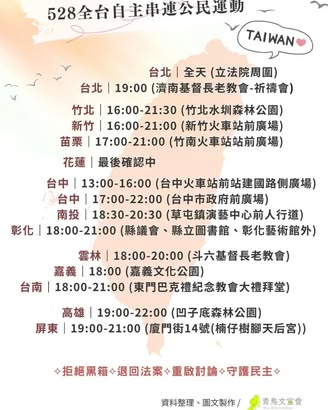 528全台自主串連公民運動
TAIWAN
台北｜全天 (立法院周圍)
台北｜19:00 (濟南基督長老教會-祈禱會)
竹北｜16:00-21:30 (竹北水圳森林公園)
新竹｜16:00-21:00 (新竹火車站前廣場)
苗栗｜17:00-21:00 (竹南火車站站前廣場)
花蓮｜最後確認中
台中｜13:00-16:00 (台中火車站前站建國路側廣場)
台中｜17:00-22:00 (台中市政府前廣場)
南投｜18:30-20:30 (草屯鎮演藝中心前人行道)
彰化｜18:00-21:00 (縣議會、縣立圖書館、彰化藝術館外)
雲林｜18:00-20:00 (斗六基督長老教會)
嘉義｜18:00 (嘉義文化公園)
台南｜18:00-21:00 (東門巴克禮紀念教會大禮拜堂)
高雄｜19:00-22:00 (凹子底森林公園)
屏東｜19:00-21:00 (廈門街14號(楠仔樹腳天后宮))
✧拒絕黑箱✧退回法案✧重啟討論✧守護民主✧
資料整理、圖文製作 / 青鳥文宣會